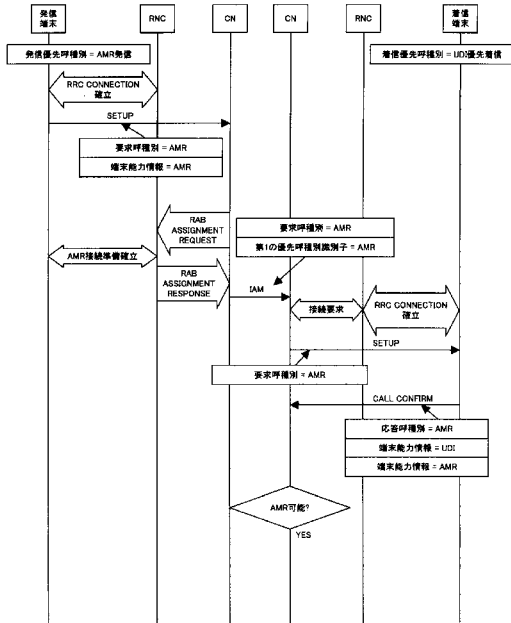 発信
端末
RNC
CN
CN
RNC
着信
端末
発信優先呼種別 = AMR発信
着信優先呼種別 = UDI優先着信
RRC CONNECTION
確立
SETUP
要求呼種別 = AMR
端末能力情報 = AMR
RAB
ASSIGNMENT
REQUEST
要求呼種別 = AMR
第1の優先呼種別識別子 = AMR
AMR接続準備確立
RAB
ASSIGNMENT
RESPONSE
IAM
接続要求
RRC CONNECTION
確立
SETUP
要求呼種別 = AMR
CALL CONFIRM
応答呼種別 = AMR
端末能力情報 = UDI
端末能力情報 = AMR
AMR可能?
YES